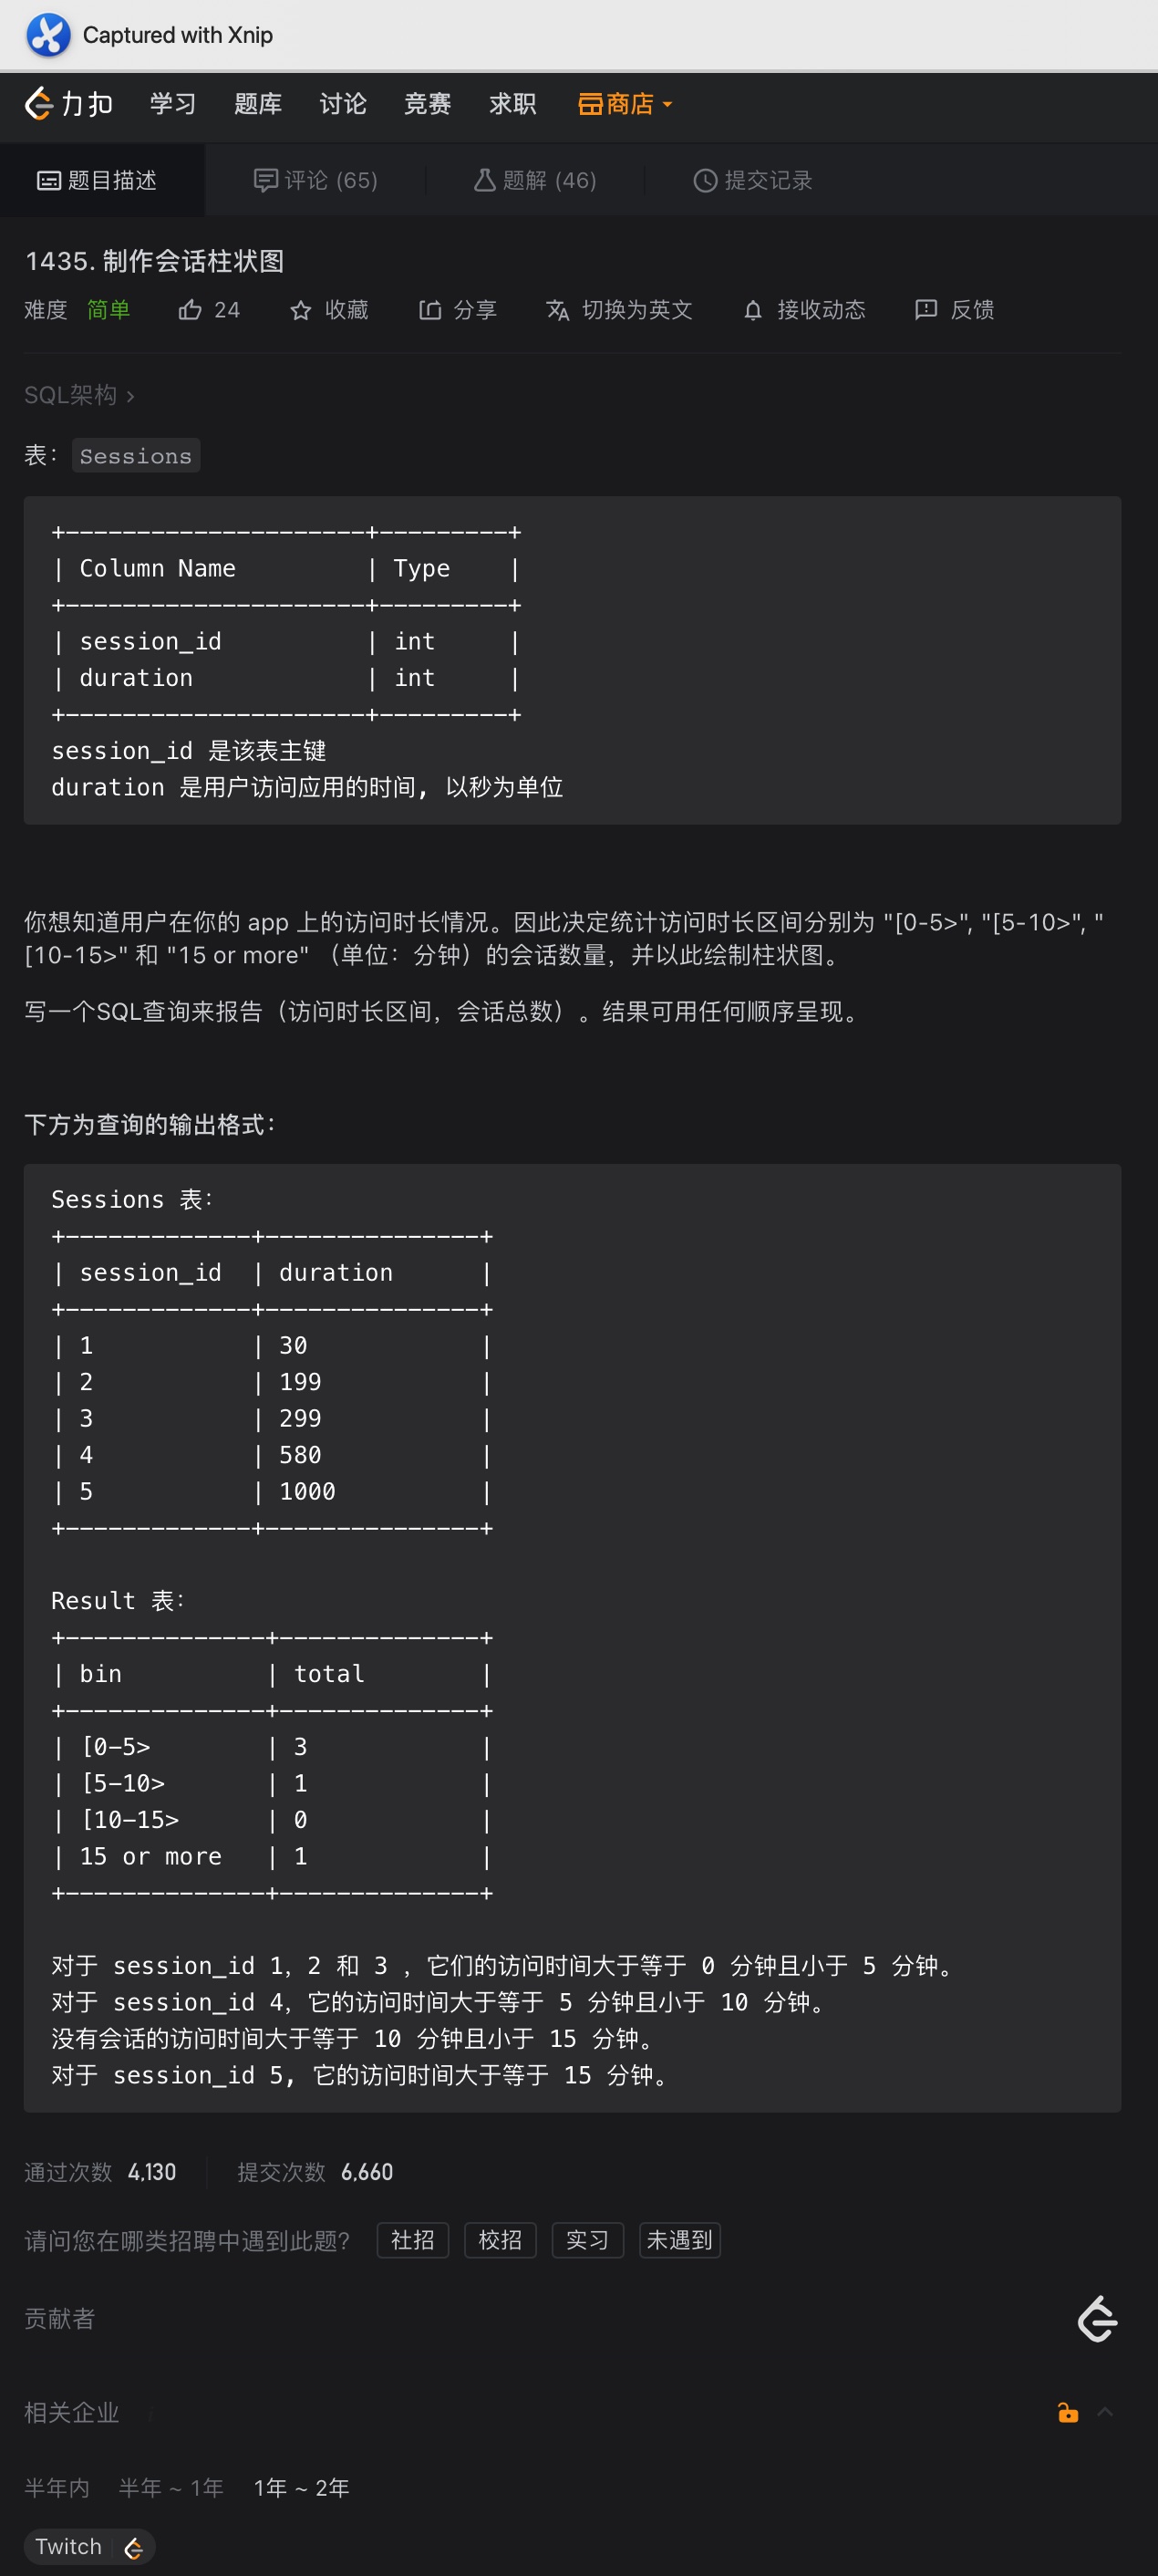 Captured with Xnip
力扣 学习 题库 讨论 竞赛 求职 商店
题目描述 评论 (65) 题解 (46) 提交记录
1435. 制作会话柱状图
难度 简单 24 收藏 分享 切换为英文 接收动态 反馈
SQL架构 ›
表：Sessions
+----------------------+---------+
| Column Name         | Type    |
+----------------------+---------+
| session_id          | int     |
| duration            | int     |
+----------------------+---------+
session_id 是该表主键
duration 是用户访问应用的时间, 以秒为单位
你想知道用户在你的 app 上的访问时长情况。因此决定统计访问时长区间分别为 "[0-5>", "[5-10>", "
[10-15>" 和 "15 or more" （单位：分钟）的会话数量，并以此绘制柱状图。
写一个SQL查询来报告（访问时长区间，会话总数）。结果可用任何顺序呈现。
下方为查询的输出格式：
Sessions 表：
+-------------+---------------+
| session_id  | duration      |
+-------------+---------------+
| 1           | 30            |
| 2           | 199           |
| 3           | 299           |
| 4           | 580           |
| 5           | 1000          |
+-------------+---------------+
Result 表：
+--------------+--------------+
| bin          | total        |
+--------------+--------------+
| [0-5>        | 3            |
| [5-10>       | 1            |
| [10-15>      | 0            |
| 15 or more   | 1            |
+--------------+--------------+
对于 session_id 1，2 和 3 ，它们的访问时间大于等于 0 分钟且小于 5 分钟。
对于 session_id 4，它的访问时间大于等于 5 分钟且小于 10 分钟。
没有会话的访问时间大于等于 10 分钟且小于 15 分钟。
对于 session_id 5, 它的访问时间大于等于 15 分钟。
通过次数 4,130 提交次数 6,660
请问您在哪类招聘中遇到此题？ 社招 校招 实习 未遇到
贡献者
相关企业
半年内 半年 ~ 1年 1年 ~ 2年
Twitch